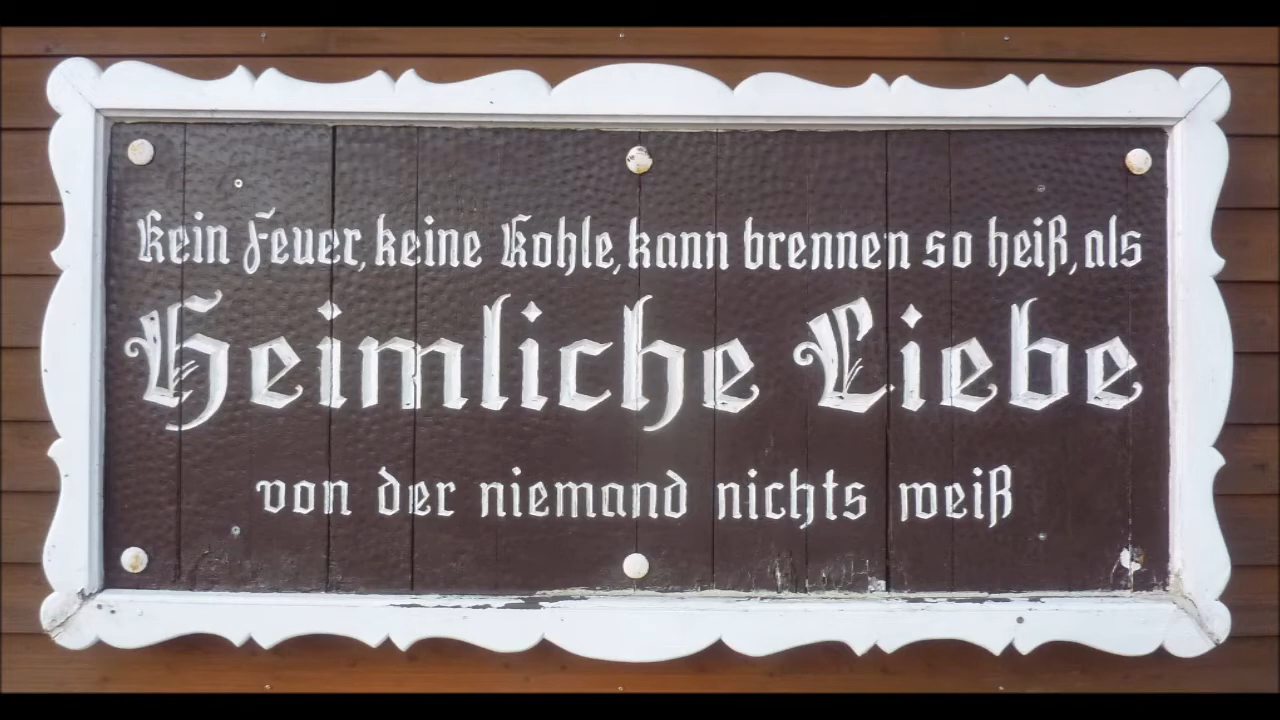 Kein Feuer, keine Kohle, kann brennen so heiß, als
Heimliche Liebe
von der niemand nichts weiß